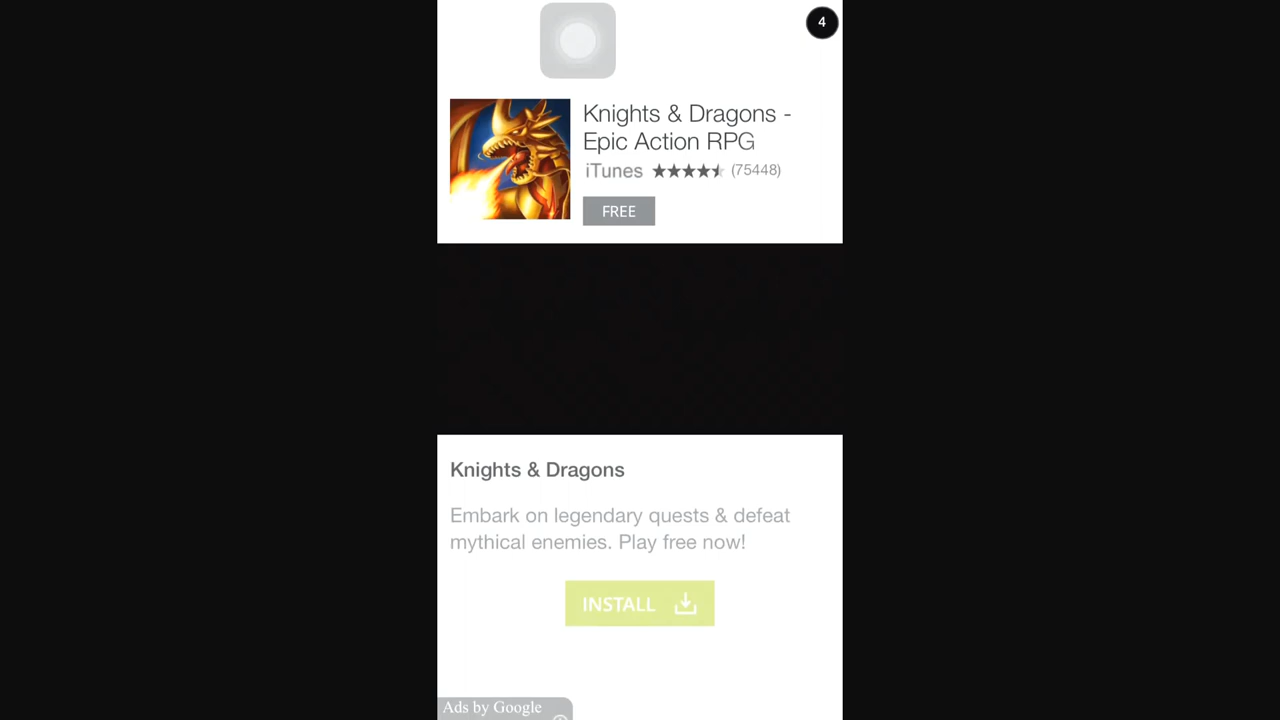 4
Knights & Dragons -
Epic Action RPG
iTunes ★★★★⯨ (75448)
FREE
Knights & Dragons
Embark on legendary quests & defeat
mythical enemies. Play free now!
INSTALL
Ads by Google